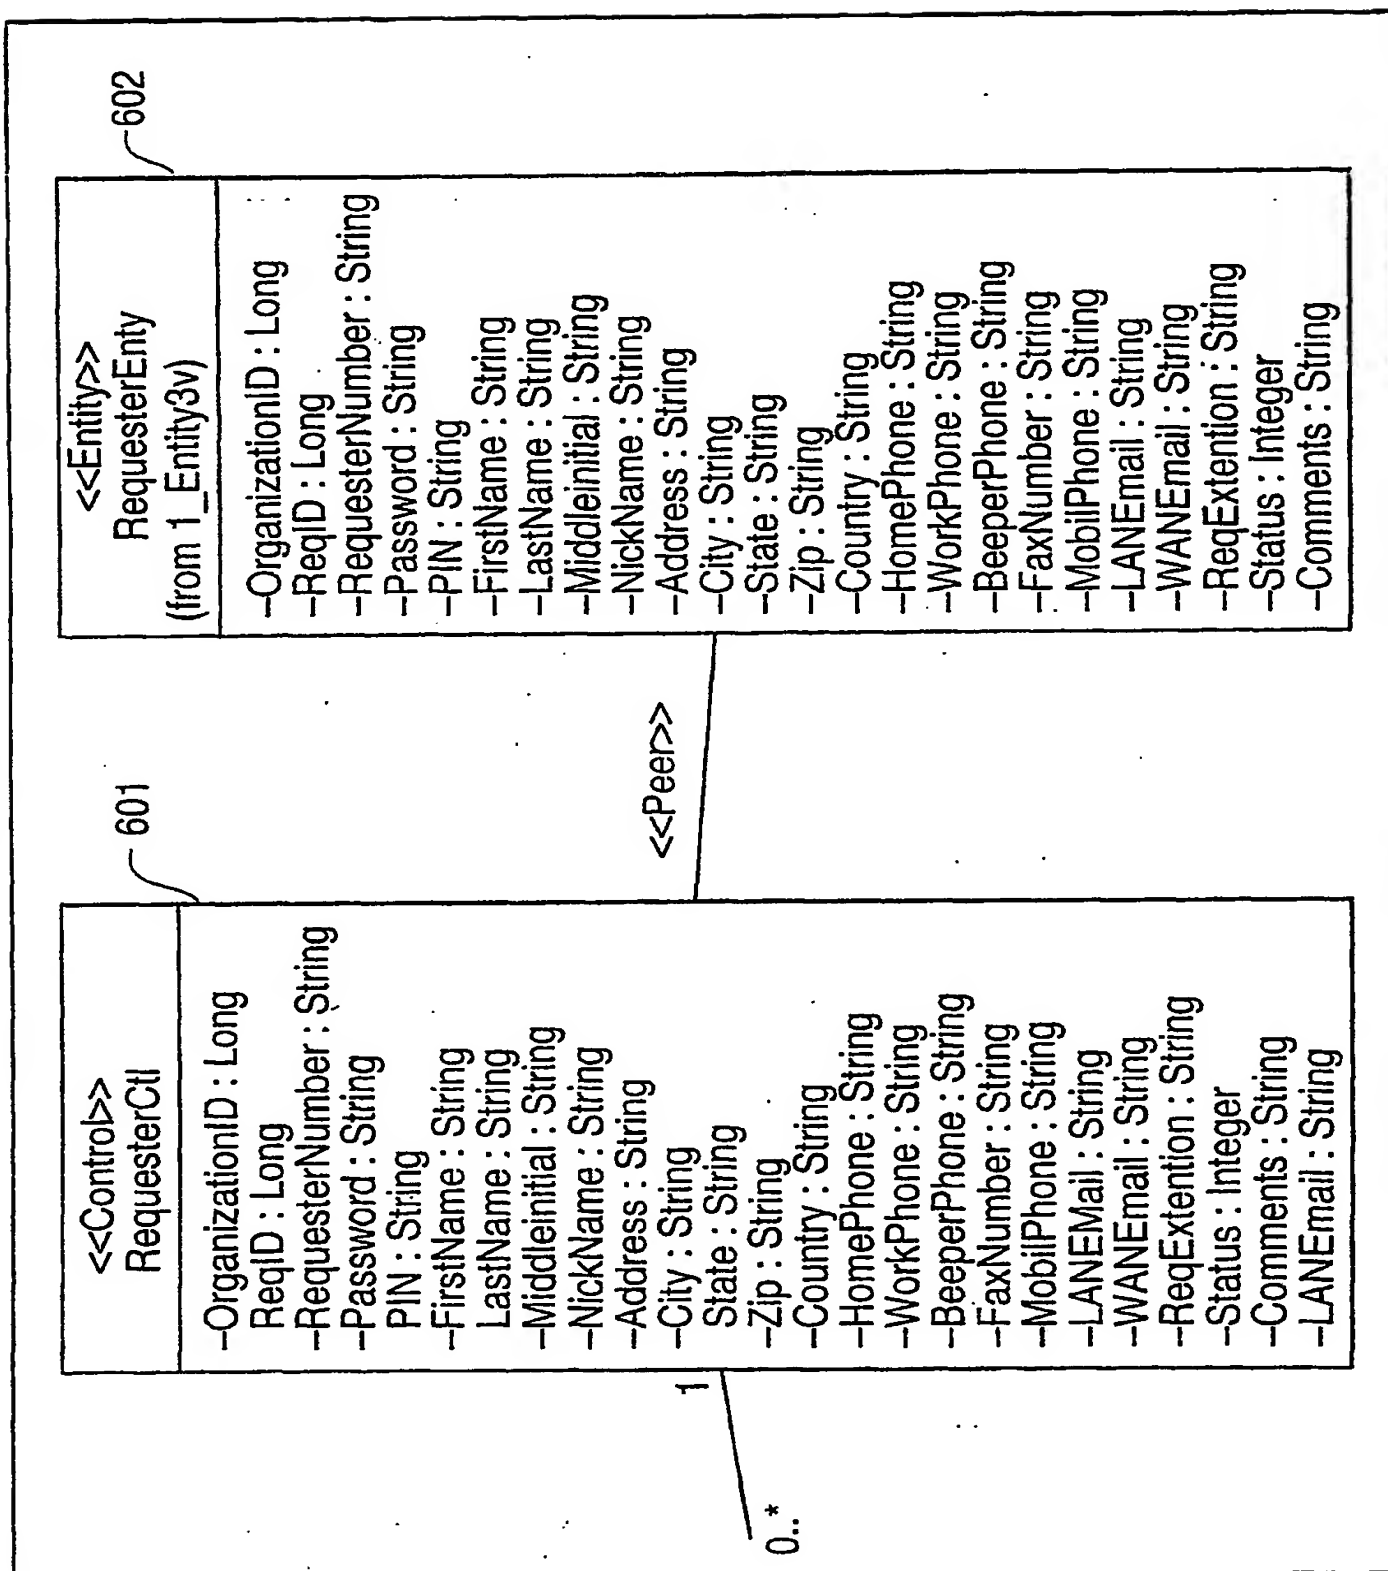 <<Control>>
RequesterCtl
–OrganizationID : Long
ReqID : Long
–RequesterNumber : String
–Password : String
PIN : String
–FirstName : String
LastName : String
–Middleinitial : String
–NickName : String
–Address : String
–City : String
State : String
–Zip : String
–Country : String
–HomePhone : String
–WorkPhone : String
–BeeperPhone : String
–FaxNumber : String
–MobilPhone : String
–LANEMail : String
–WANEmail : String
–ReqExtention : String
–Status : Integer
–Comments : String
–LANEmail : String
601
1
0..*
<<Peer>>
<<Entity>>
RequesterEnty
(from 1_Entity3v)
–OrganizationID : Long
–ReqID : Long
–RequesterNumber : String
–Password : String
–PIN : String
–FirstName : String
–LastName : String
–Middleinitial : String
–NickName : String
–Address : String
–City : String
–State : String
–Zip : String
–Country : String
–HomePhone : String
–WorkPhone : String
–BeeperPhone : String
–FaxNumber : String
–MobilPhone : String
–LANEmail : String
–WANEmail : String
–ReqExtention : String
–Status : Integer
–Comments : String
602